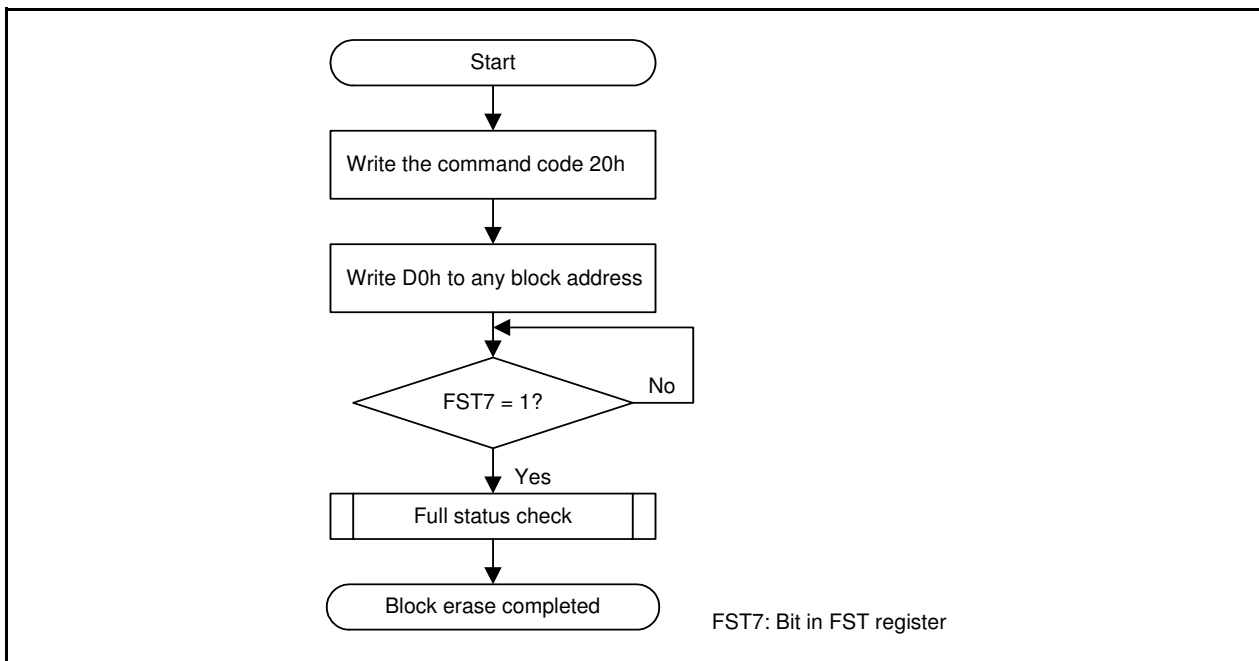 Start
Write the command code 20h
Write D0h to any block address
FST7 = 1?
No
Yes
Full status check
Block erase completed
FST7: Bit in FST register